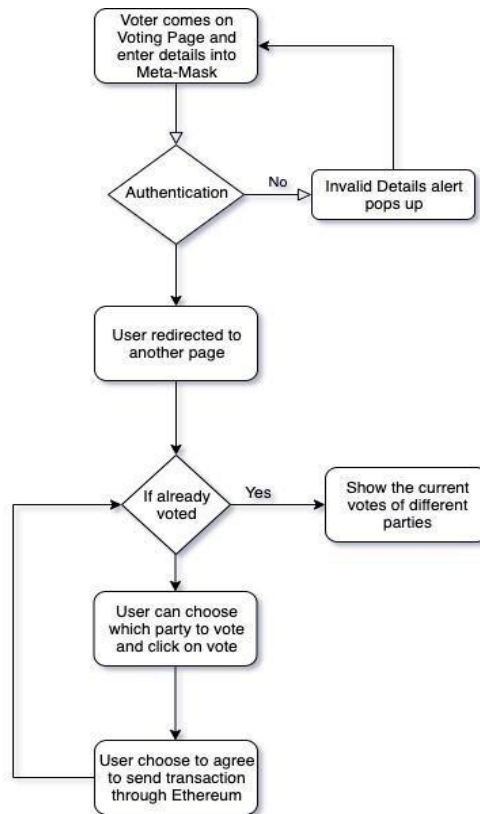 Voter comes on
Voting Page and
enter details into
Meta-Mask
Authentication
No
Invalid Details alert
pops up
User redirected to
another page
If already
voted
Yes
Show the current
votes of different
parties
User can choose
which party to vote
and click on vote
User choose to agree
to send transaction
through Ethereum